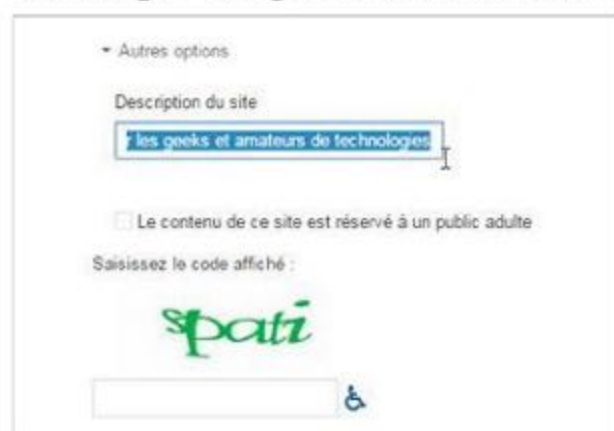 Autres options
Description du site
r les geeks et amateurs de technologies
Le contenu de ce site est réservé à un public adulte
Saisissez le code affiché :
spati